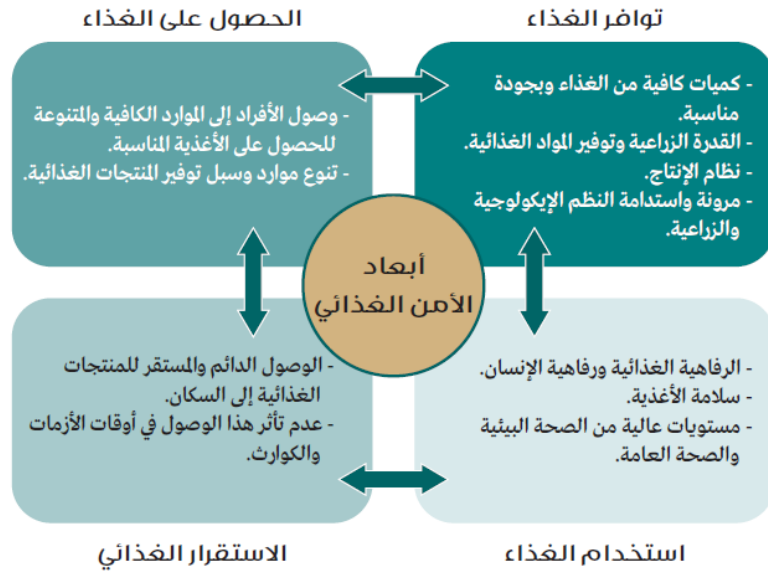 توافر الغذاء
- كميات كافية من الغذاء وبجودة
مناسبة.
- القدرة الزراعية وتوفير المواد الغذائية.
- نظام الإنتاج.
- مرونة واستدامة النظم الإيكولوجية
والزراعية.
الحصول على الغذاء
- وصول الأفراد إلى الموارد الكافية والمتنوعة
للحصول على الأغذية المناسبة.
- تنوع موارد وسبل توفير المنتجات الغذائية.
أبعاد
الأمن الغذائي
- الرفاهية الغذائية ورفاهية الإنسان.
- سلامة الأغذية.
- مستويات عالية من الصحة البيئية
والصحة العامة.
استخدام الغذاء
- الوصول الدائم والمستقر للمنتجات
الغذائية إلى السكان.
- عدم تأثر هذا الوصول في أوقات الأزمات
والكوارث.
الاستقرار الغذائي